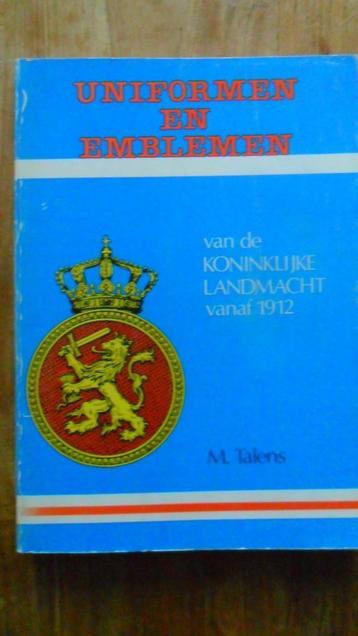 UNIFORMEN
EN
EMBLEMEN
van de
KONINKLIJKE
LANDMACHT
vanaf 1912
M. Talens